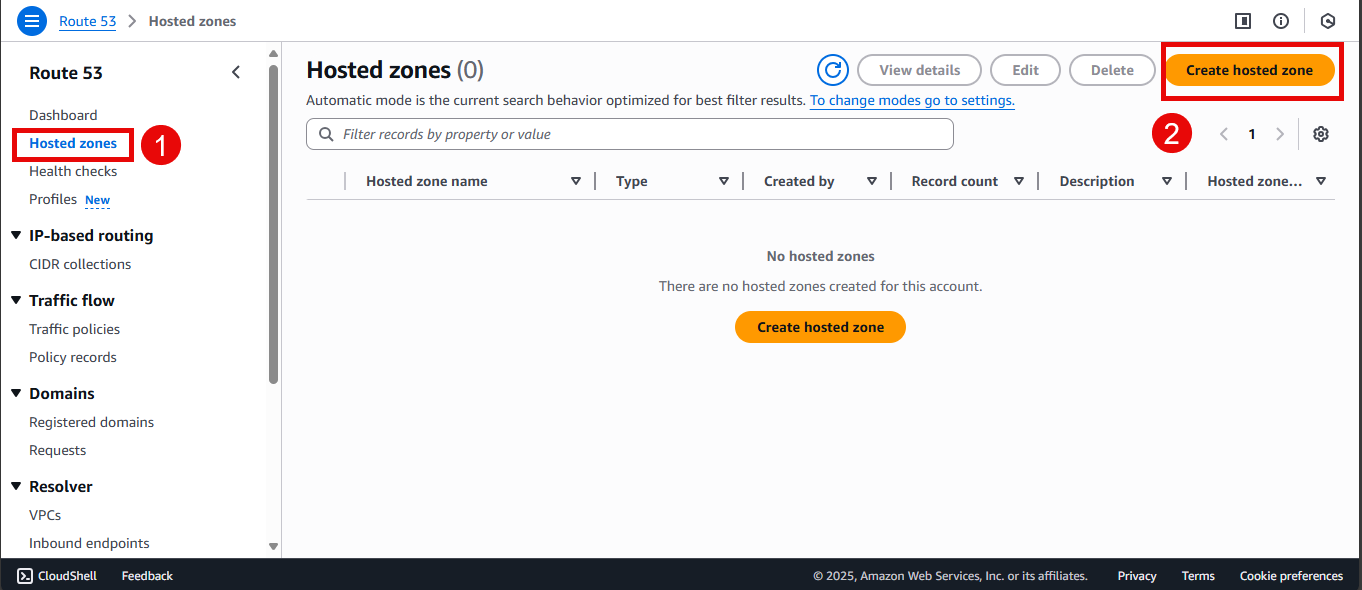 Route 53 > Hosted zones
Route 53
Dashboard
Hosted zones
1
Health checks
Profiles New
IP-based routing
CIDR collections
Traffic flow
Traffic policies
Policy records
Domains
Registered domains
Requests
Resolver
VPCs
Inbound endpoints
Hosted zones (0)
View details
Edit
Delete
Create hosted zone
Automatic mode is the current search behavior optimized for best filter results. To change modes go to settings.
Filter records by property or value
2
1
Hosted zone name
Type
Created by
Record count
Description
Hosted zone...
No hosted zones
There are no hosted zones created for this account.
Create hosted zone
CloudShell
Feedback
© 2025, Amazon Web Services, Inc. or its affiliates.
Privacy
Terms
Cookie preferences